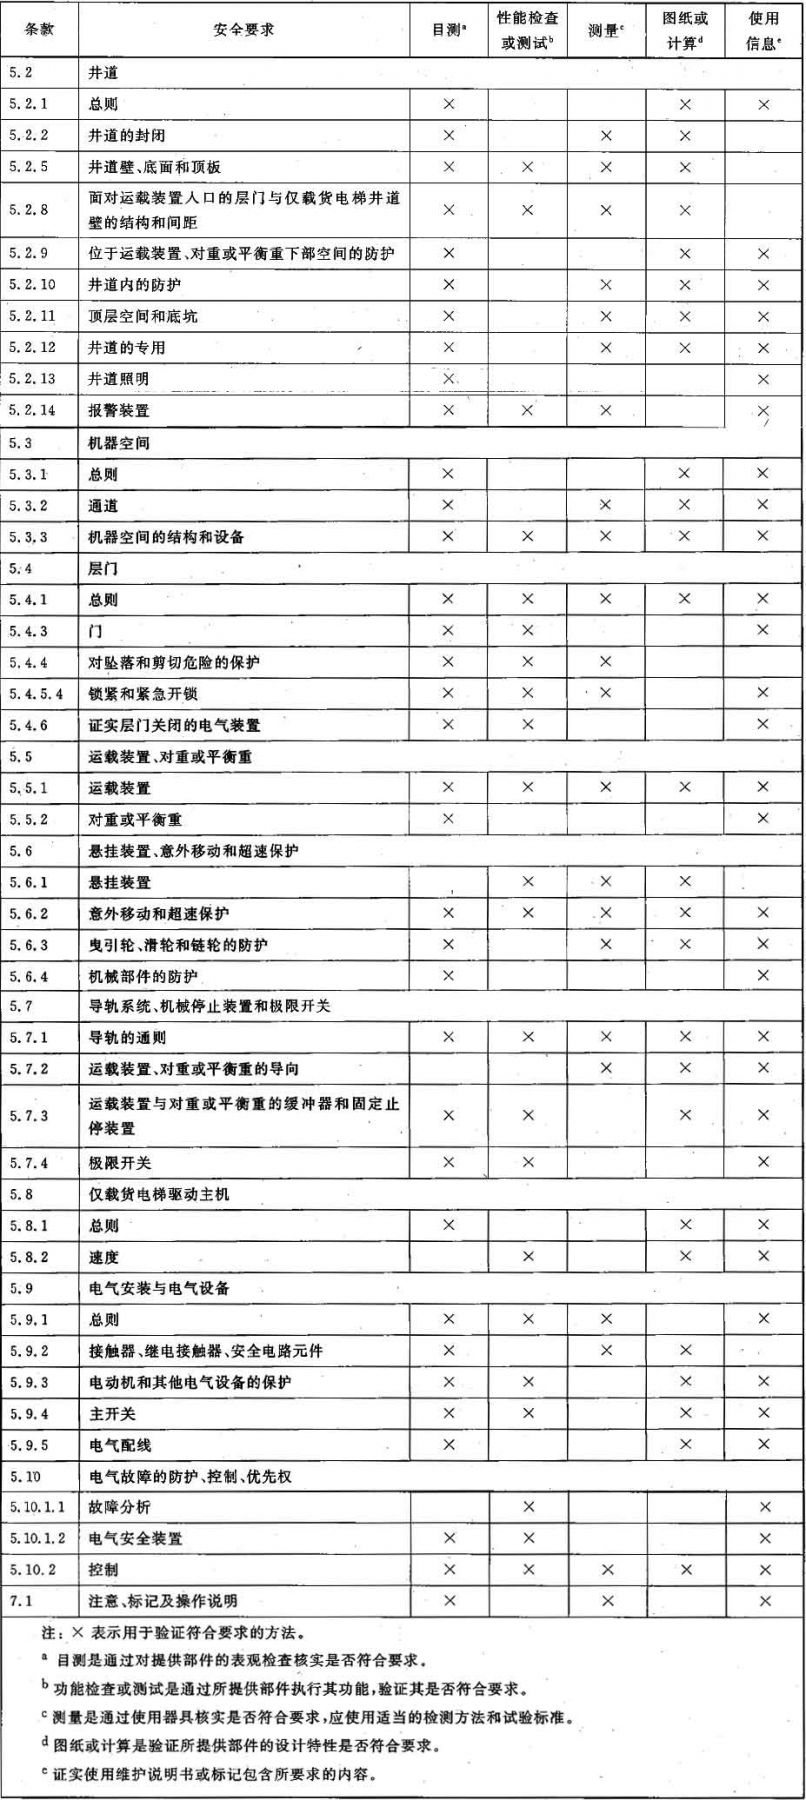 条款 安全要求 目测a 性能检查或测试b 测量c 图纸或计算d 使用信息e
5.2 井道
5.2.1 总则 × × ×
5.2.2 井道的封闭 × × ×
5.2.5 井道壁、底面和顶板 × × × ×
5.2.8 面对运载装置人口的层门与仅载货电梯井道
壁的结构和间距 × × × ×
5.2.9 位于运载装置、对重或平衡重下部空间的防护 × × ×
5.2.10 井道内的防护 × × × ×
5.2.11 顶层空间和底坑 × × × ×
5.2.12 井道的专用 × × × ×
5.2.13 井道照明 × ×
5.2.14 报警装置 × × × ×
5.3 机器空间
5.3.1 总则 × × ×
5.3.2 通道 × × × ×
5.3.3 机器空间的结构和设备 × × × × ×
5.4 层门
5.4.1 总则 × × × × ×
5.4.3 门 × × ×
5.4.4 对坠落和剪切危险的保护 × × ×
5.4.5.4 锁紧和紧急开锁 × × × ×
5.4.6 证实层门关闭的电气装置 × × ×
5.5 运载装置、对重或平衡重
5.5.1 运载装置 × × × × ×
5.5.2 对重或平衡重 × ×
5.6 悬挂装置、意外移动和超速保护
5.6.1 悬挂装置 × × ×
5.6.2 意外移动和超速保护 × × × × ×
5.6.3 曳引轮、滑轮和链轮的防护 × × × ×
5.6.4 机械部件的防护 × ×
5.7 导轨系统、机械停止装置和极限开关
5.7.1 导轨的通则 × × × × ×
5.7.2 运载装置、对重或平衡重的导向 × × ×
5.7.3 运载装置与对重或平衡重的缓冲器和固定止
停装置 × × × ×
5.7.4 极限开关 × × ×
5.8 仅载货电梯驱动主机
5.8.1 总则 × × ×
5.8.2 速度 × × ×
5.9 电气安装与电气设备
5.9.1 总则 × × × ×
5.9.2 接触器、继电接触器、安全电路元件 × × ×
5.9.3 电动机和其他电气设备的保护 × × × ×
5.9.4 主开关 × × × ×
5.9.5 电气配线 × × ×
5.10 电气故障的防护、控制、优先权
5.10.1.1 故障分析 × ×
5.10.1.2 电气安全装置 × × ×
5.10.2 控制 × × × × ×
7.1 注意、标记及操作说明 × × ×
注：× 表示用于验证符合要求的方法。
a 目测是通过对提供部件的表观检查核实是否符合要求。
b 功能检查或测试是通过所提供部件执行其功能,验证其是否符合要求。
c 测量是通过使用器具核实是否符合要求,应使用适当的检测方法和试验标准。
d 图纸或计算是验证所提供部件的设计特性是否符合要求。
e 证实使用维护说明书或标记包含所要求的内容。